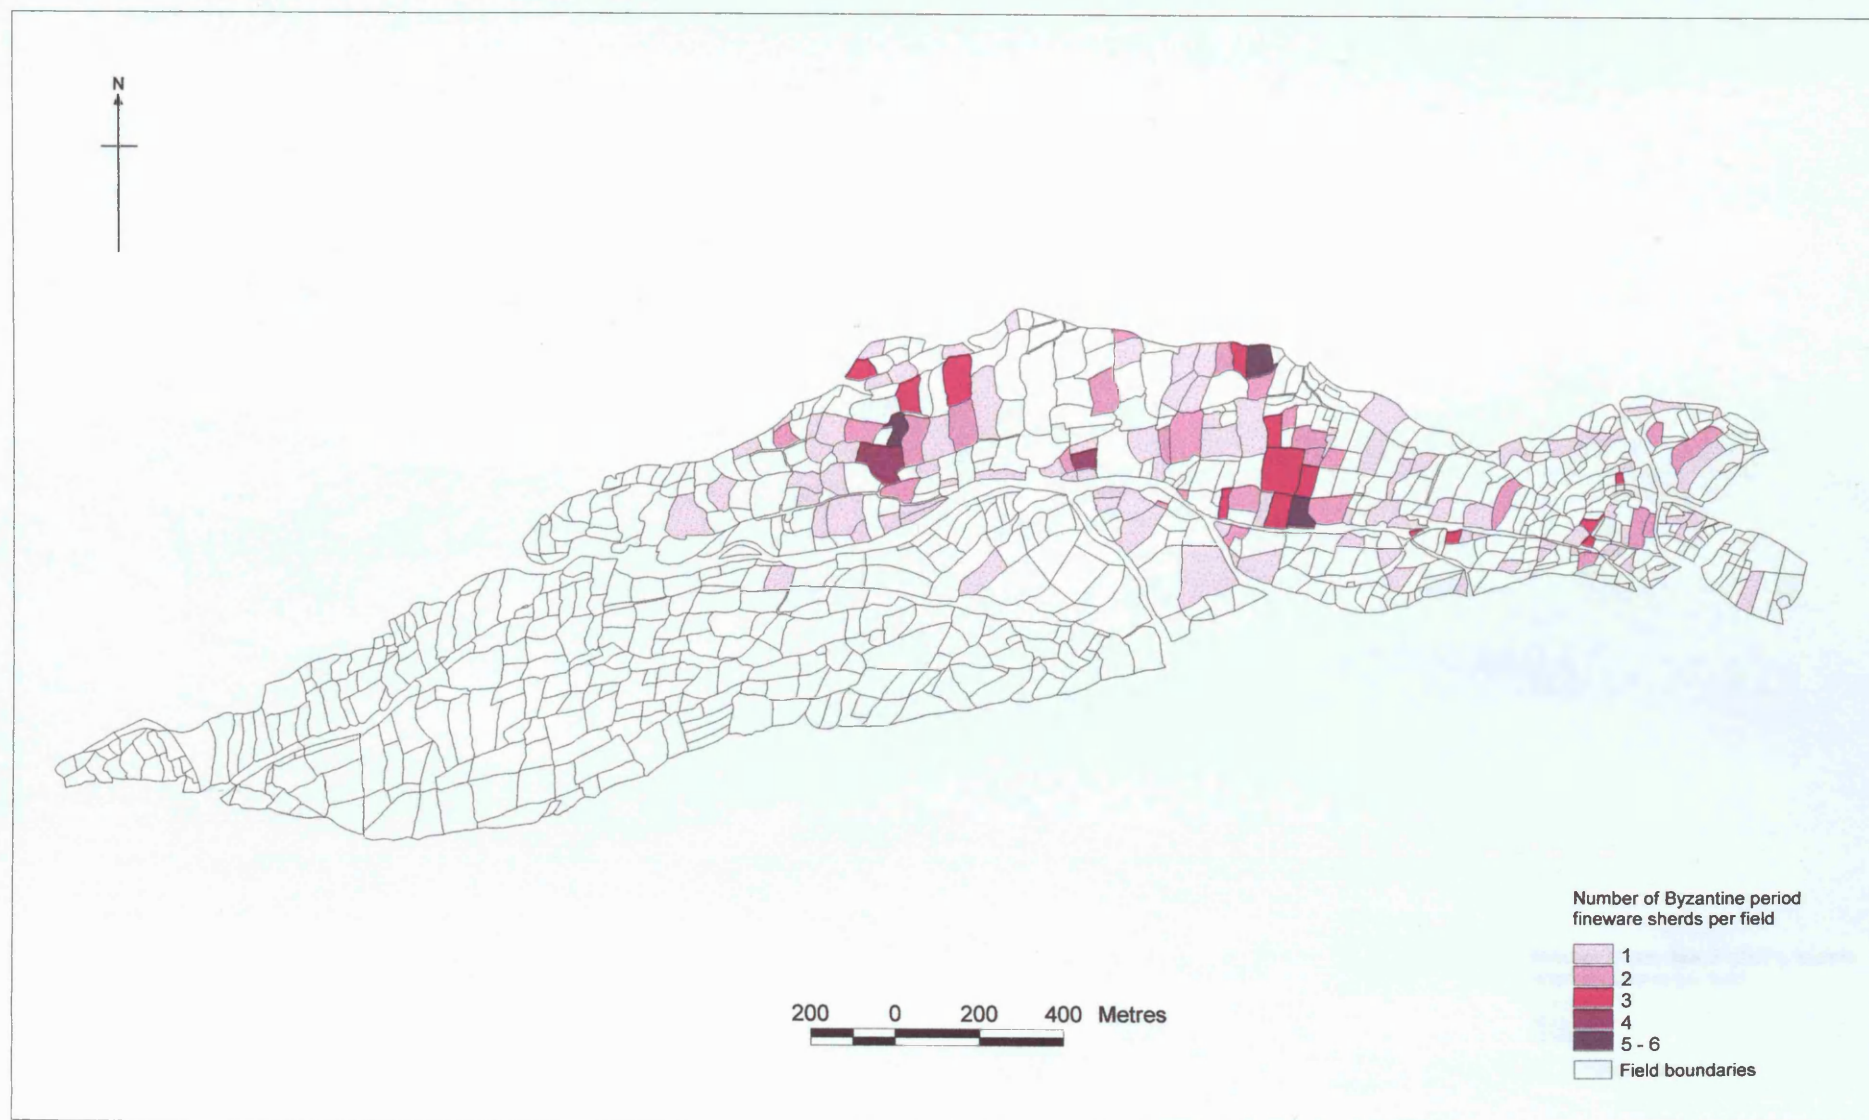 N
Number of Byzantine period
fineware sherds per field
1
2
3
4
5 - 6
Field boundaries
200 0 200 400 Metres